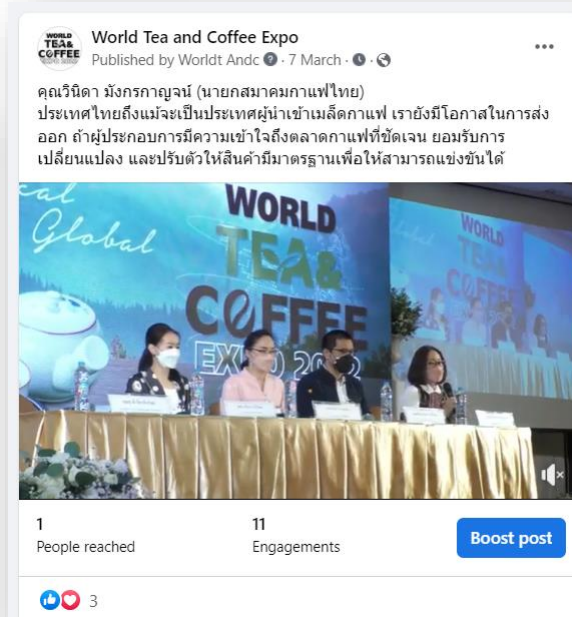 World Tea and Coffee Expo
Published by Worldt Andc · 7 March ·
คุณวินิดา มังกรกาญจน์ (นายกสมาคมกาแฟไทย)
ประเทศไทยถึงแม้จะเป็นประเทศผู้นำเข้าเมล็ดกาแฟ เรายังมีโอกาสในการส่ง
ออก ถ้าผู้ประกอบการมีความเข้าใจถึงตลาดกาแฟที่ชัดเจน ยอมรับการ
เปลี่ยนแปลง และปรับตัวให้สินค้ามีมาตรฐานเพื่อให้สามารถแข่งขันได้
WORLD
TEA&
COFFEE
Global
WORLD
TEA&
COFFEE
EXPO 2022
WORLD
TEA&
COFFEE
1
People reached
11
Engagements
Boost post
3